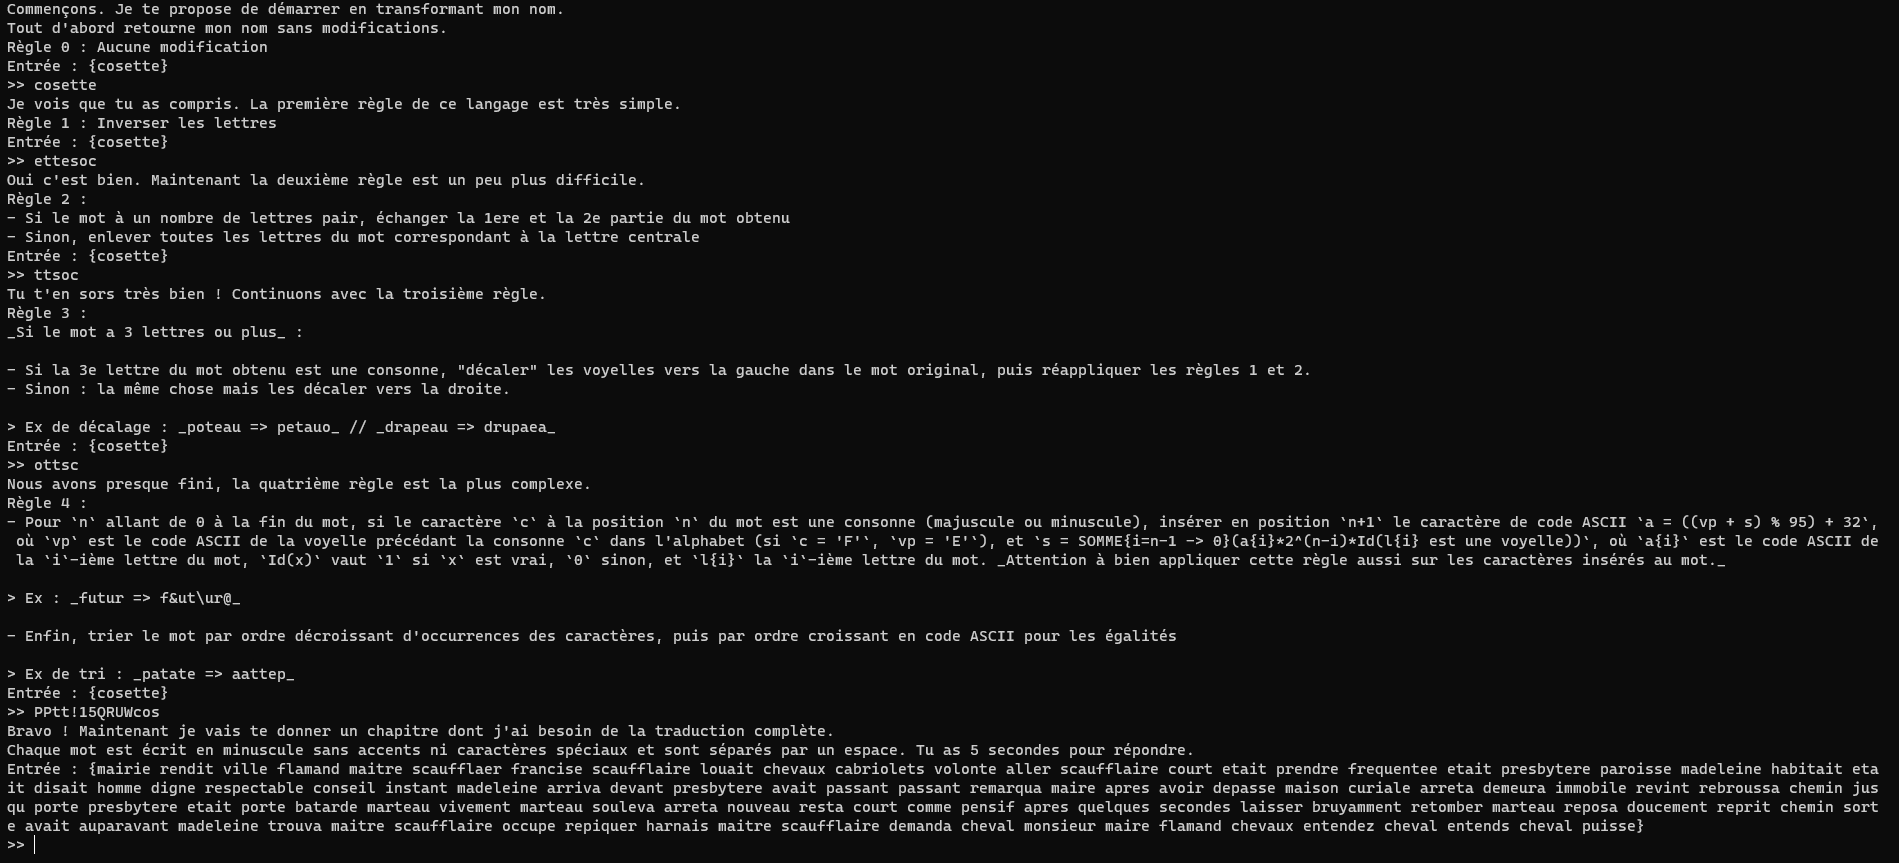 Commençons. Je te propose de démarrer en transformant mon nom.
Tout d'abord retourne mon nom sans modifications.
Règle 0 : Aucune modification
Entrée : {cosette}
>> cosette
Je vois que tu as compris. La première règle de ce langage est très simple.
Règle 1 : Inverser les lettres
Entrée : {cosette}
>> ettesoc
Oui c'est bien. Maintenant la deuxième règle est un peu plus difficile.
Règle 2 :
- Si le mot à un nombre de lettres pair, échanger la 1ere et la 2e partie du mot obtenu
- Sinon, enlever toutes les lettres du mot correspondant à la lettre centrale
Entrée : {cosette}
>> ttsoc
Tu t'en sors très bien ! Continuons avec la troisième règle.
Règle 3 :
_Si le mot a 3 lettres ou plus_ :
- Si la 3e lettre du mot obtenu est une consonne, "décaler" les voyelles vers la gauche dans le mot original, puis réappliquer les règles 1 et 2.
- Sinon : la même chose mais les décaler vers la droite.
> Ex de décalage : _poteau => petauo_ // _drapeau => drupaea_
Entrée : {cosette}
>> ottsc
Nous avons presque fini, la quatrième règle est la plus complexe.
Règle 4 :
- Pour `n` allant de 0 à la fin du mot, si le caractère `c` à la position `n` du mot est une consonne (majuscule ou minuscule), insérer en position `n+1` le caractère de code ASCII `a = ((vp + s) % 95) + 32`,
où `vp` est le code ASCII de la voyelle précédant la consonne `c` dans l'alphabet (si `c = 'F'`, `vp = 'E'`), et `s = SOMME{i=n-1 -> 0}(a{i}*2^(n-i)*Id(l{i} est une voyelle))`, où `a{i}` est le code ASCII de
la `i`-ième lettre du mot, `Id(x)` vaut `1` si `x` est vrai, `0` sinon, et `l{i}` la `i`-ième lettre du mot. _Attention à bien appliquer cette règle aussi sur les caractères insérés au mot._
> Ex : _futur => f&ut\ur@_
- Enfin, trier le mot par ordre décroissant d'occurrences des caractères, puis par ordre croissant en code ASCII pour les égalités
> Ex de tri : _patate => aattep_
Entrée : {cosette}
>> PPtt!15QRUWcos
Bravo ! Maintenant je vais te donner un chapitre dont j'ai besoin de la traduction complète.
Chaque mot est écrit en minuscule sans accents ni caractères spéciaux et sont séparés par un espace. Tu as 5 secondes pour répondre.
Entrée : {mairie rendit ville flamand maitre scaufflaer francise scaufflaire louait chevaux cabriolets volonte aller scaufflaire court etait prendre frequentee etait presbytere paroisse madeleine habitait eta
it disait homme digne respectable conseil instant madeleine arriva devant presbytere avait passant passant remarqua maire apres avoir depasse maison curiale arreta demeura immobile revint rebroussa chemin jus
qu porte presbytere etait porte batarde marteau vivement marteau souleva arreta nouveau resta court comme pensif apres quelques secondes laisser bruyamment retomber marteau reposa doucement reprit chemin sort
e avait auparavant madeleine trouva maitre scaufflaire occupe repiquer harnais maitre scaufflaire demanda cheval monsieur maire flamand chevaux entendez cheval entends cheval puisse}
>>